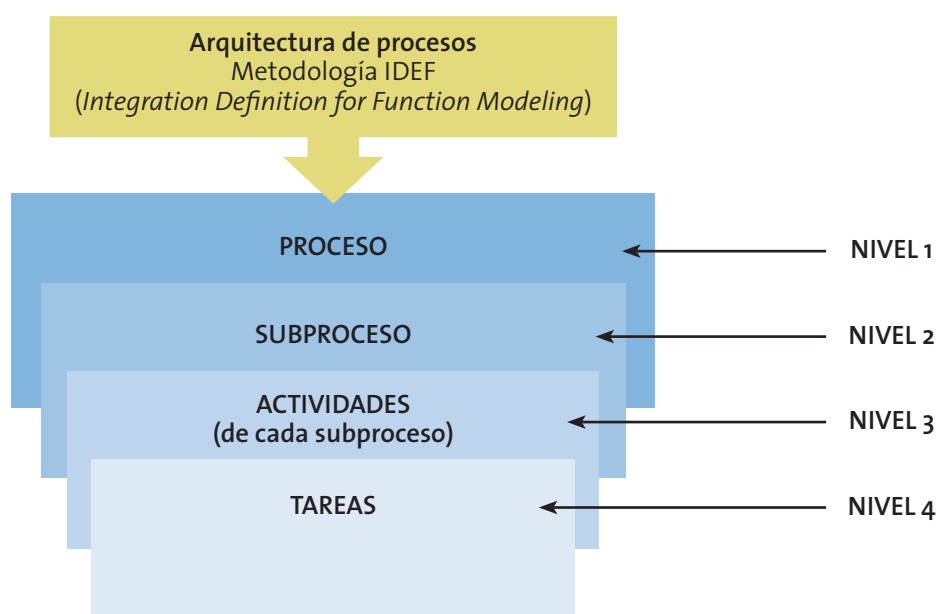 Arquitectura de procesos
Metodología IDEF
(Integration Definition for Function Modeling)
PROCESO
NIVEL 1
SUBPROCESO
NIVEL 2
ACTIVIDADES
(de cada subproceso)
NIVEL 3
TAREAS
NIVEL 4